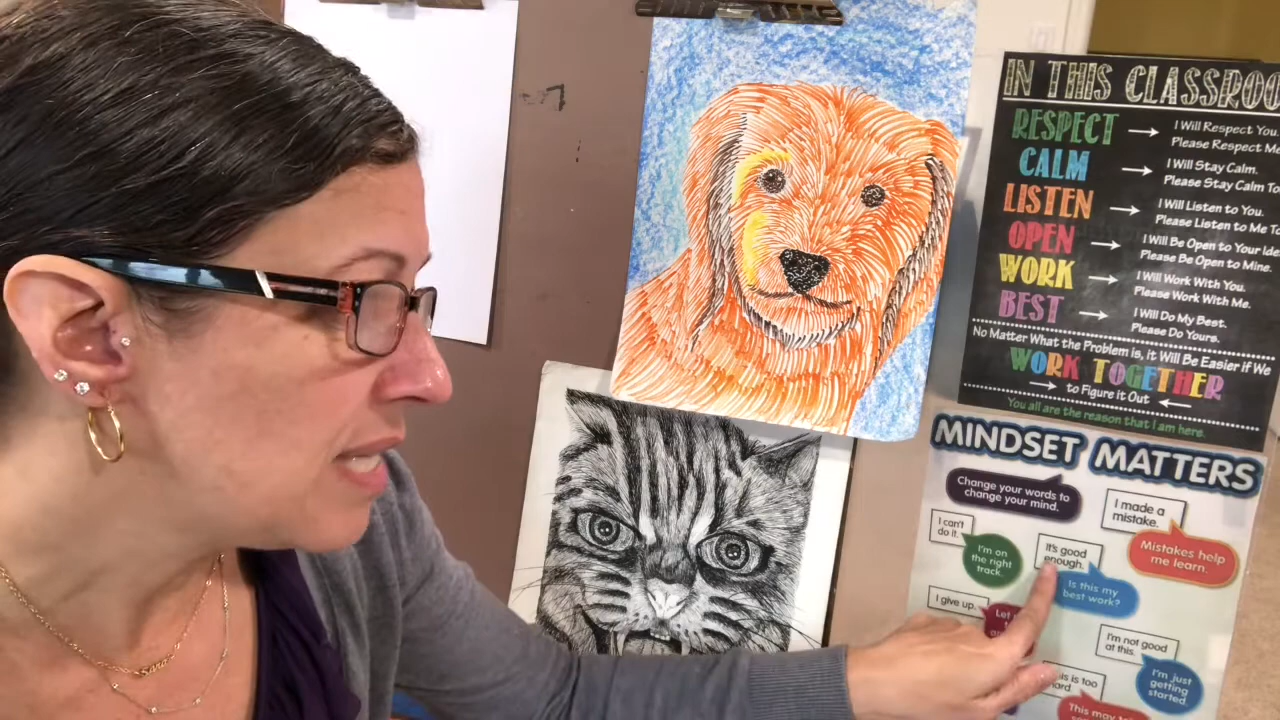 IN THIS CLASSROO
RESPECT → I Will Respect You.
Please Respect Me
CALM → I Will Stay Calm.
Please Stay Calm To
LISTEN → I Will Listen to You.
Please Listen to Me To
OPEN → I Will Be Open to Your Ide
Please Be Open to Mine.
WORK → I Will Work With You.
Please Work With Me.
BEST → I Will Do My Best.
Please Do Yours.
No Matter What the Problem is, it Will Be Easier if We
WORK TOGETHER
→ to Figure it Out ←
You all are the reason that I am here.
MINDSET MATTERS
Change your words to
change your mind.
I made a
mistake.
Mistakes help
me learn.
I can't
do it.
I'm on
the right
track.
It's good
enough.
Is this my
best work?
I give up.
Let
I'm not good
at this.
I'm just
getting
started.
is too
This may
Sara